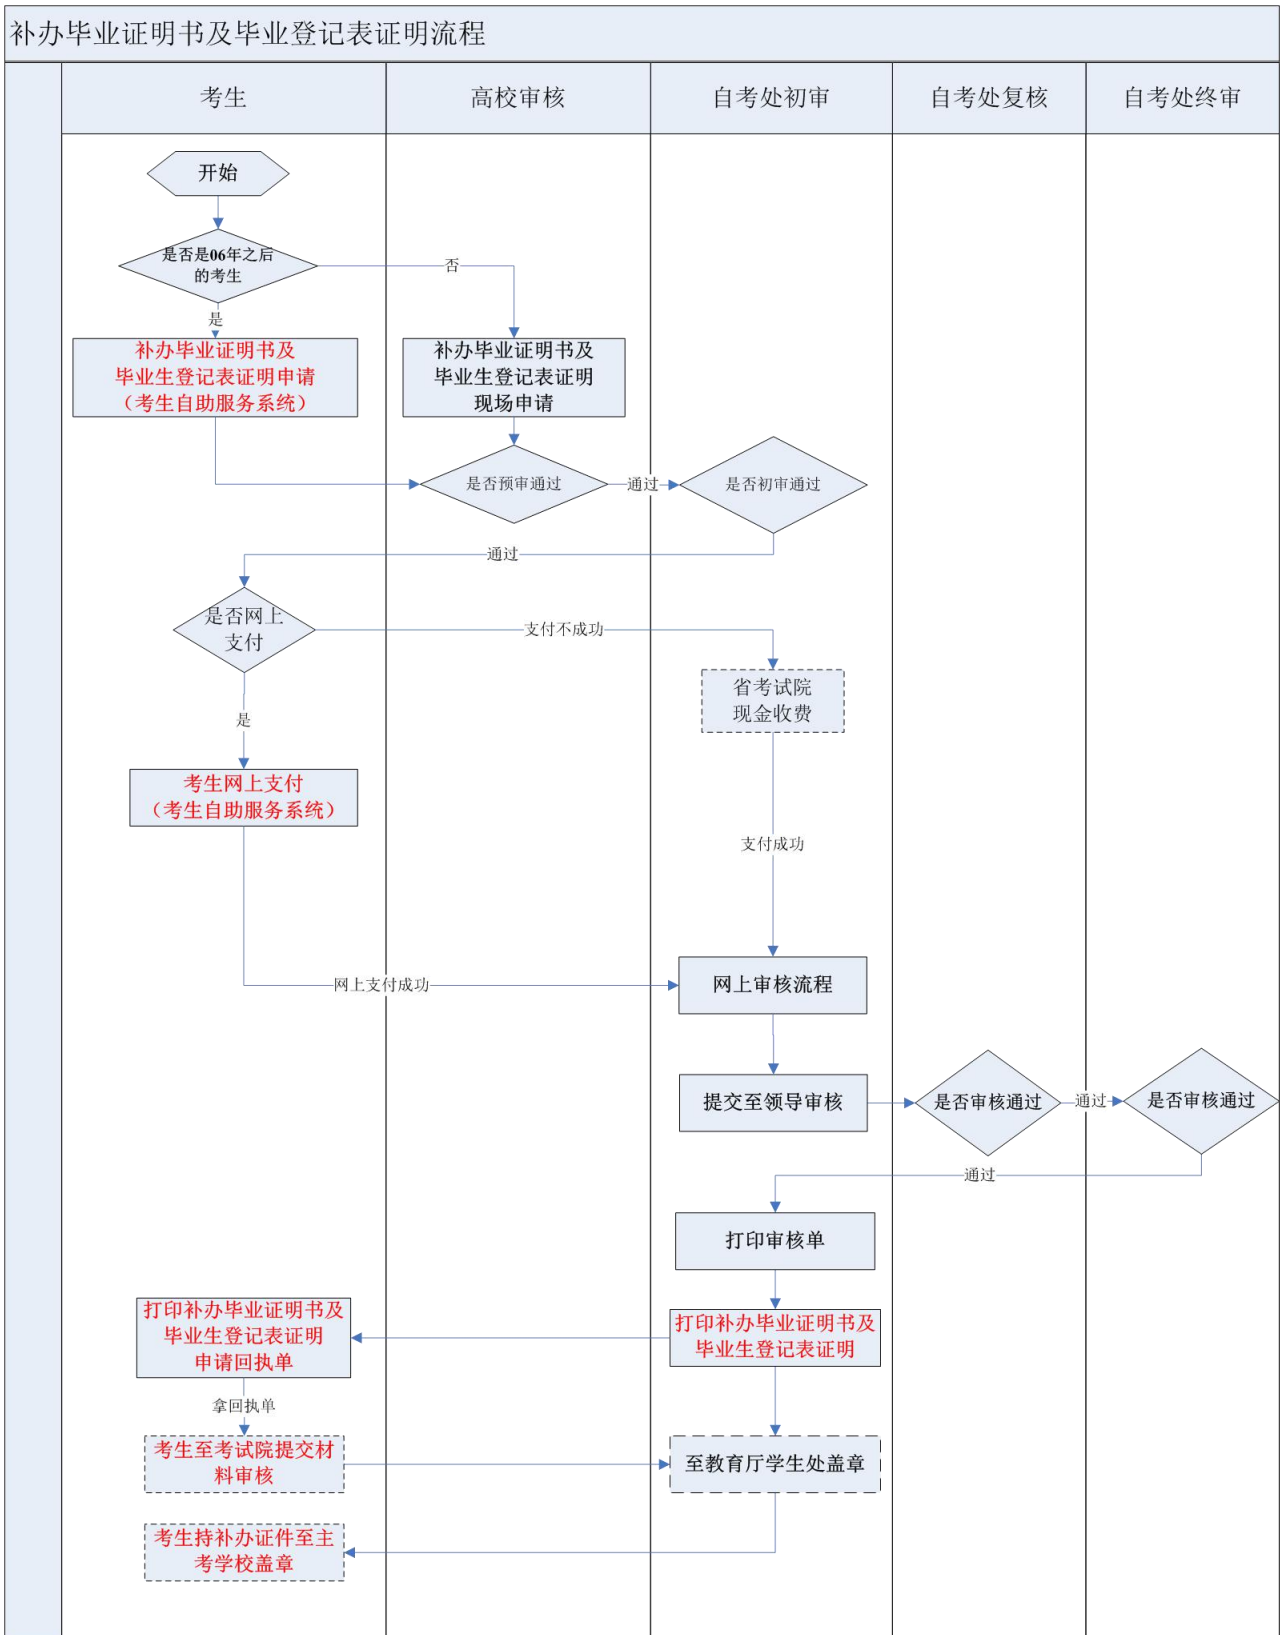 补办毕业证明书及毕业登记表证明流程
考生
高校审核
自考处初审
自考处复核
自考处终审
开始
是否是06年之后
的考生
否
是
补办毕业证明书及
毕业生登记表证明申请
（考生自助服务系统）
补办毕业证明书及
毕业生登记表证明
现场申请
是否预审通过
通过
是否初审通过
通过
是否网上
支付
支付不成功
省考试院
现金收费
是
考生网上支付
（考生自助服务系统）
支付成功
网上支付成功
网上审核流程
提交至领导审核
是否审核通过
通过
是否审核通过
通过
打印审核单
打印补办毕业证明书及
毕业生登记表证明
申请回执单
打印补办毕业证明书及
毕业生登记表证明
拿回执单
考生至考试院提交材
料审核
至教育厅学生处盖章
考生持补办证件至主
考学校盖章